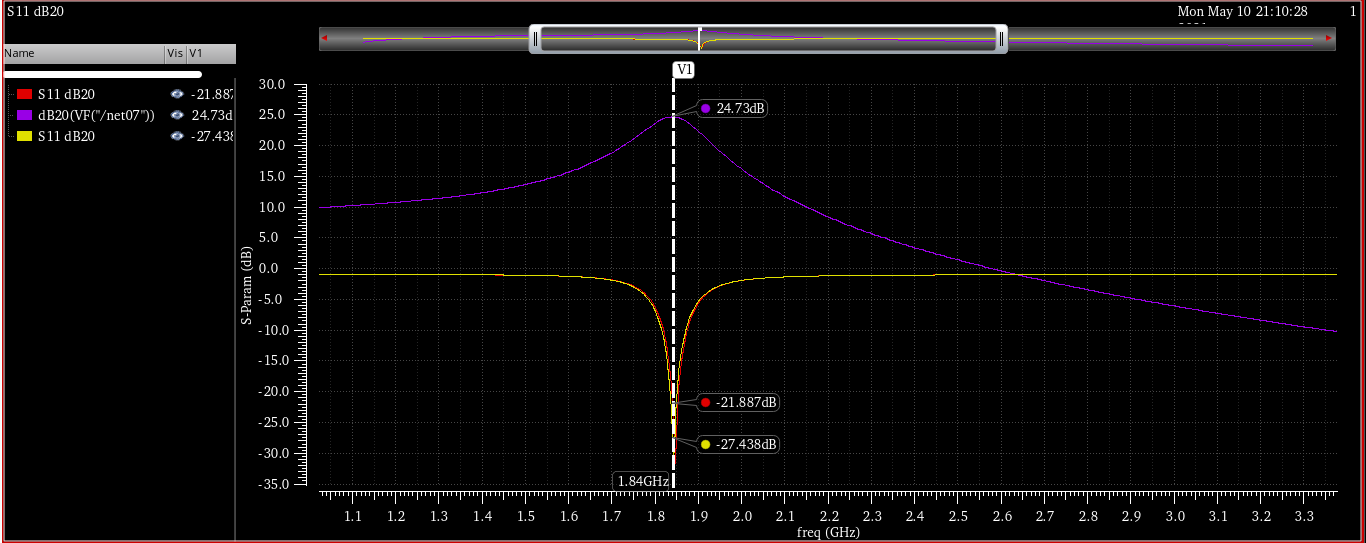 S11 dB20
Mon May 10 21:10:28
1
Name Vis V1
S11 dB20 -21.887
dB20(VF("/net07")) 24.73d
S11 dB20 -27.438
V1
30.0
25.0
20.0
15.0
10.0
5.0
0.0
-5.0
-10.0
-15.0
-20.0
-25.0
-30.0
-35.0
S-Param (dB)
24.73dB
-21.887dB
-27.438dB
1.84GHz
1.1 1.2 1.3 1.4 1.5 1.6 1.7 1.8 1.9 2.0 2.1 2.2 2.3 2.4 2.5 2.6 2.7 2.8 2.9 3.0 3.1 3.2 3.3
freq (GHz)